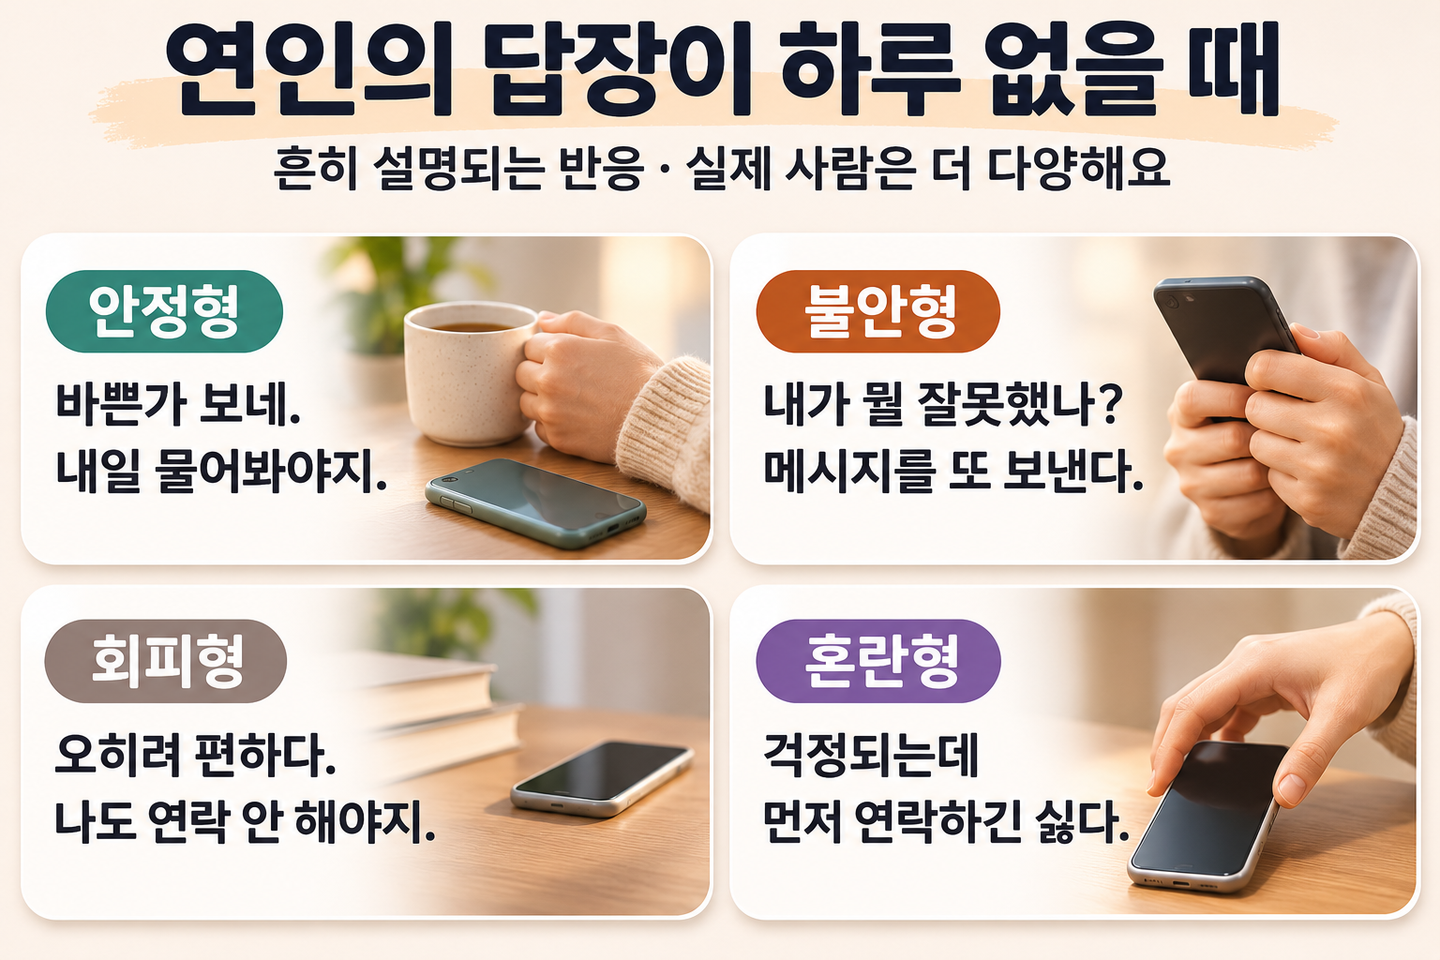 연인의 답장이 하루 없을 때
흔히 설명되는 반응 · 실제 사람은 더 다양해요
안정형
바쁜가 보네.
내일 물어봐야지.
불안형
내가 뭘 잘못했나?
메시지를 또 보낸다.
회피형
오히려 편하다.
나도 연락 안 해야지.
혼란형
걱정되는데
먼저 연락하긴 싫다.